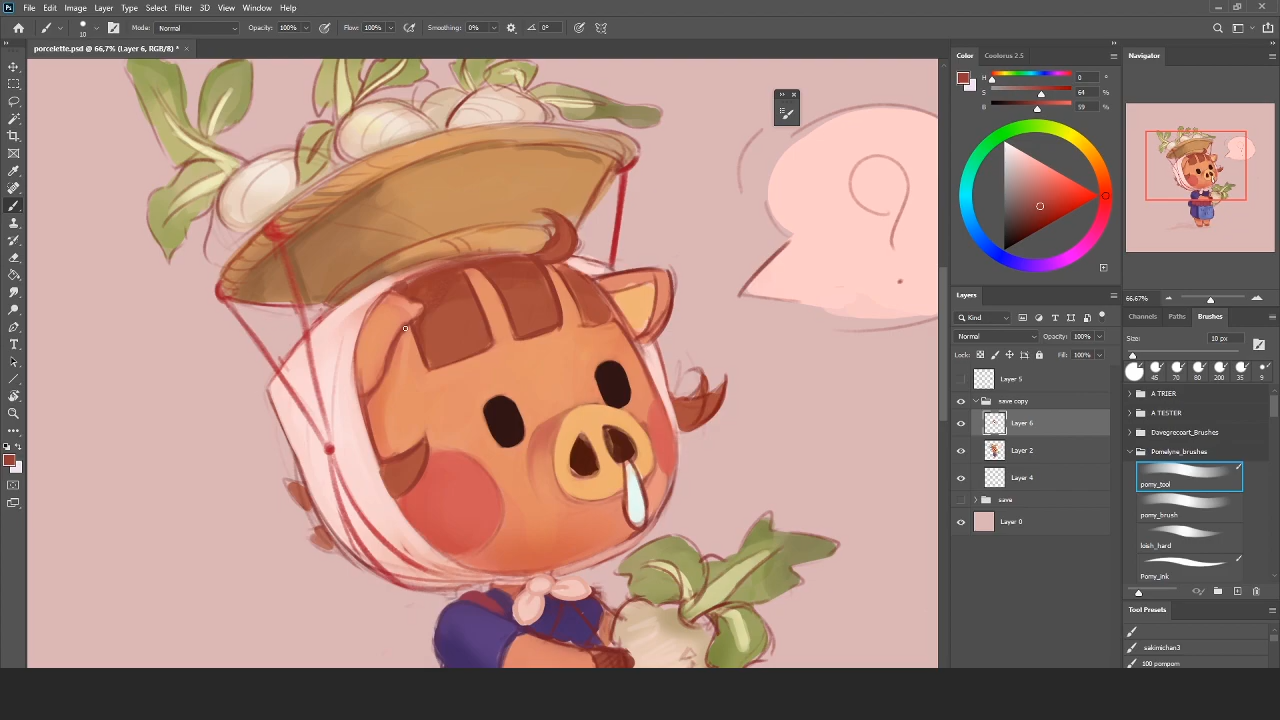 File Edit Image Layer Type Select Filter 3D View Window Help
10 Mode: Normal Opacity: 100% Flow: 100% Smoothing: 0% 0°
porcelette.psd @ 66,7% (Layer 6, RGB/8) *
Color Coolorus 2.5
H 0 °
S 64 %
B 59 %
Navigator
66.67%
Layers
Kind
Normal Opacity: 100%
Lock: Fill: 100%
Layer 5
save copy
Layer 6
Layer 2
Layer 4
save
Layer 0
Channels Paths Brushes
Size: 10 px
45 70 80 200 35 9
A TRIER
A TESTER
Davegrecoart_Brushes
Pomelyne_brushes
pomy_tool
pomy_brush
loish_hard
Pomy_ink
Tool Presets
sakimichan3
100 pompom